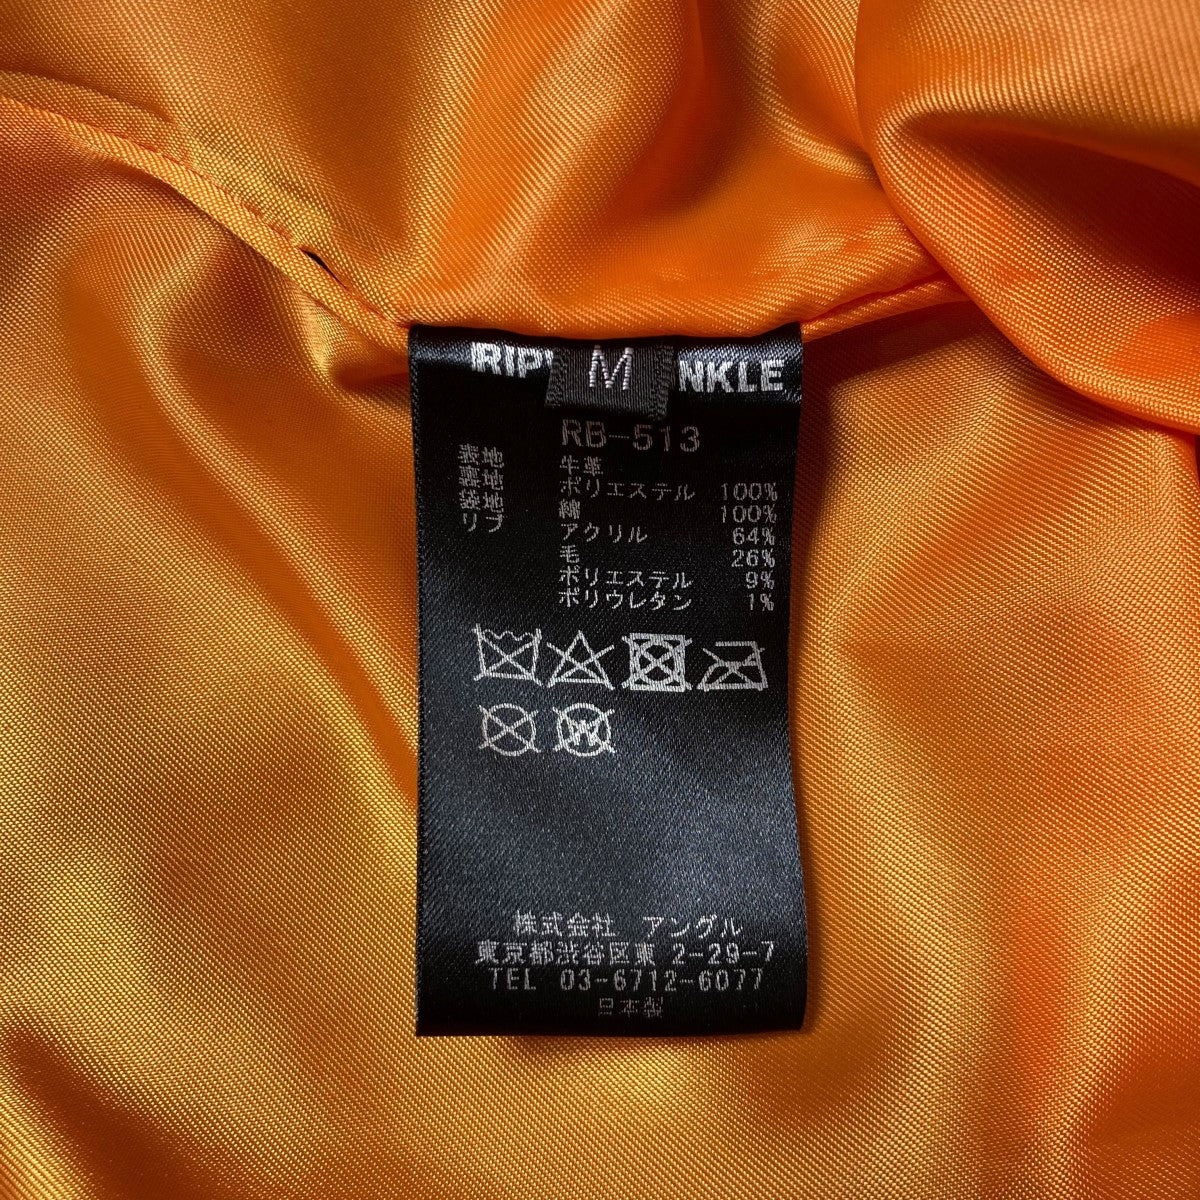 RIP NKLE
M
RB-513
表地 牛革
裏地 ポリエステル 100%
袋地 綿 100%
リブ アクリル 64%
毛 26%
ポリエステル 9%
ポリウレタン 1%
W
株式会社 アングル
東京都渋谷区東 2-29-7
TEL 03-6712-6077
日本製